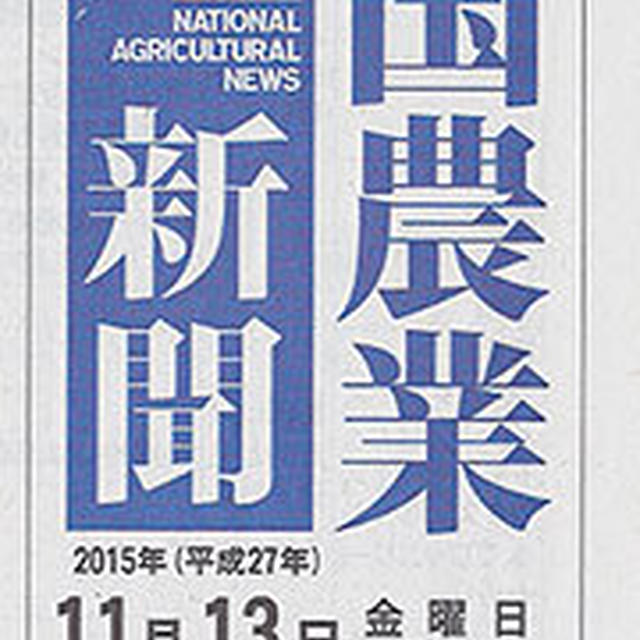 国農業
NATIONAL
AGRICULTURAL
NEWS
新聞
2015年(平成27年)
11月13日 金曜日